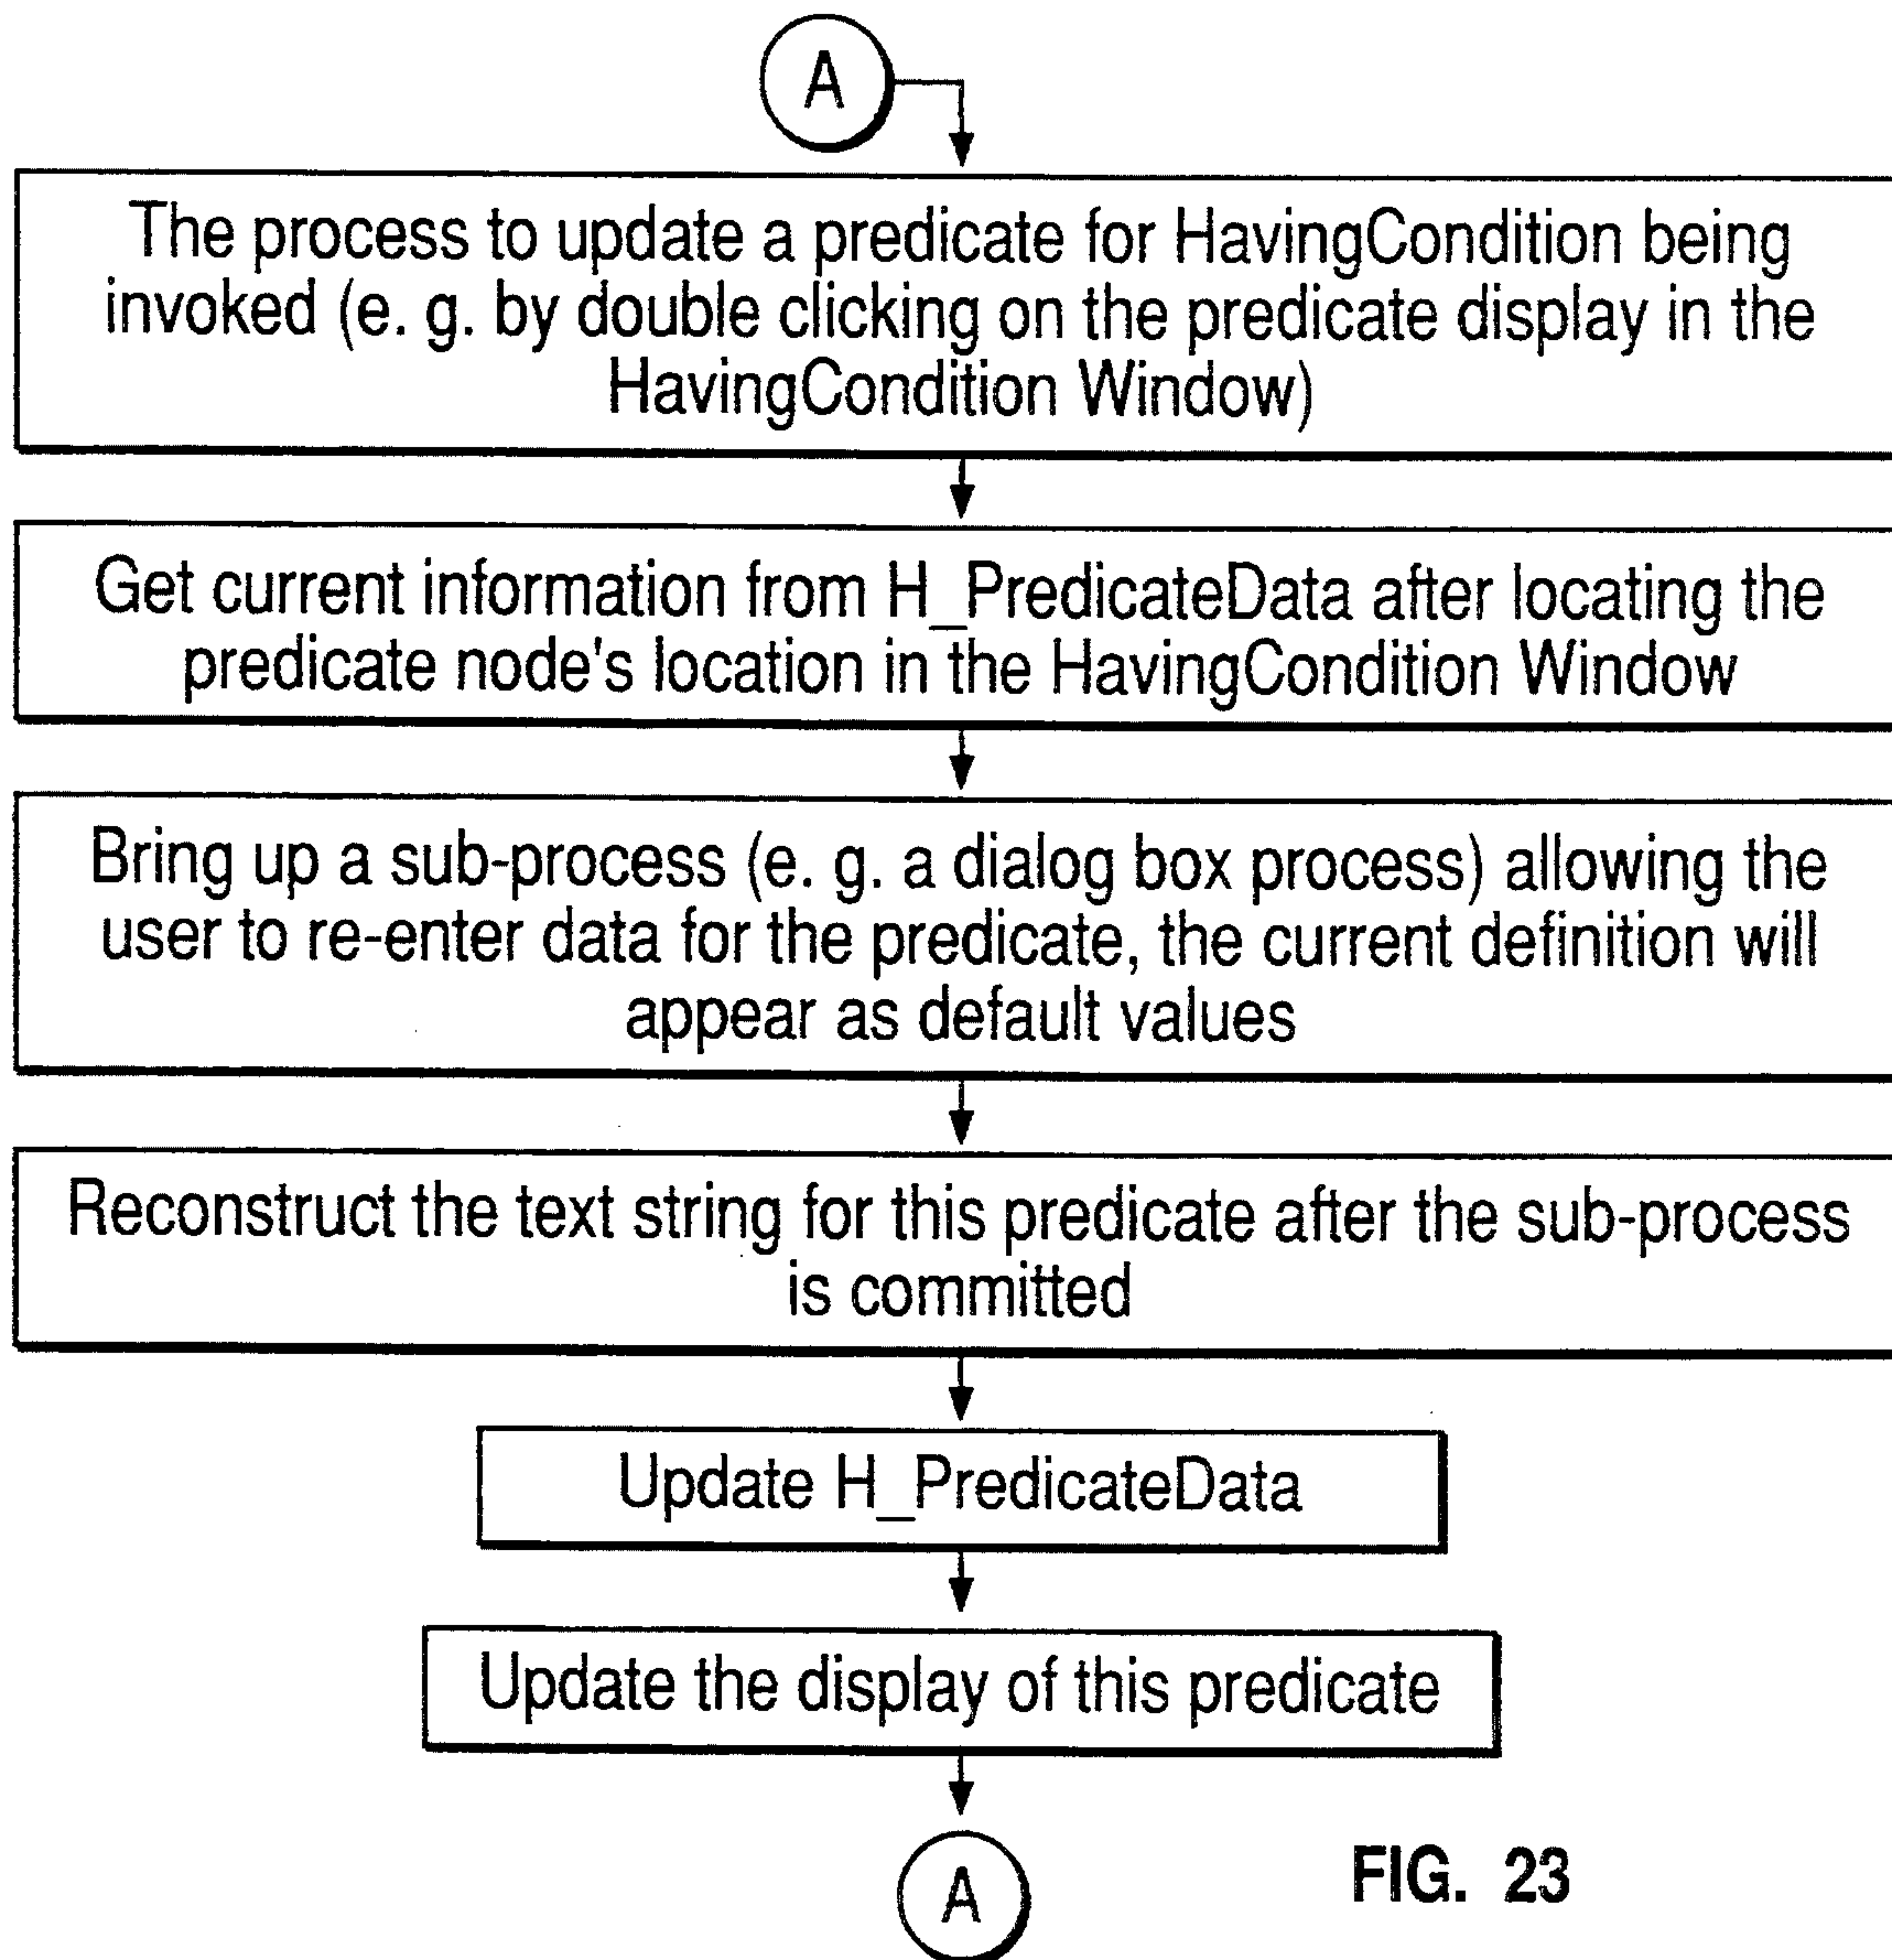 A
The process to update a predicate for HavingCondition being
invoked (e. g. by double clicking on the predicate display in the
HavingCondition Window)
Get current information from H_PredicateData after locating the
predicate node's location in the HavingCondition Window
Bring up a sub-process (e. g. a dialog box process) allowing the
user to re-enter data for the predicate, the current definition will
appear as default values
Reconstruct the text string for this predicate after the sub-process
is committed
Update H_PredicateData
Update the display of this predicate
A
FIG. 23